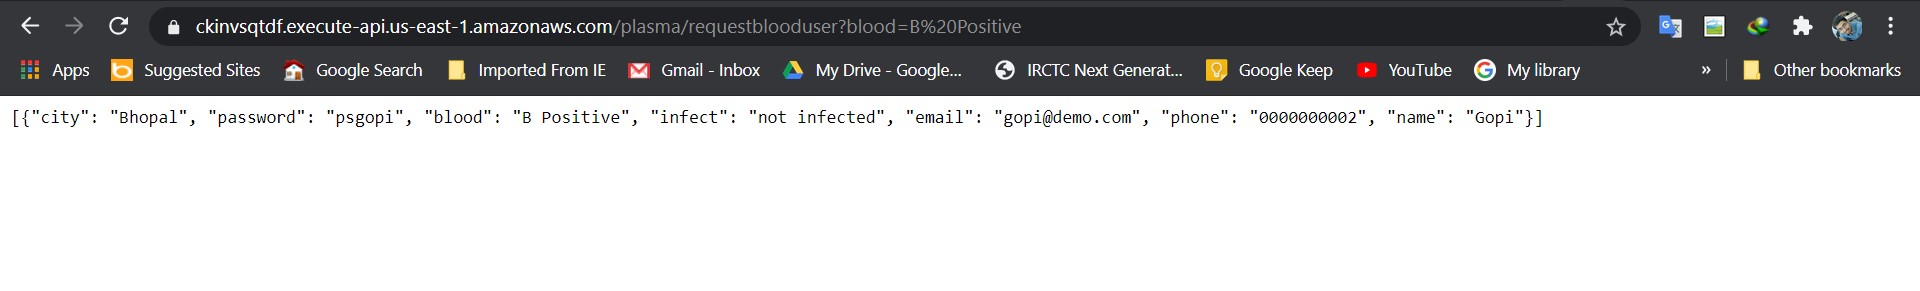 ckinvsqtdf.execute-api.us-east-1.amazonaws.com/plasma/requestblooduser?blood=B%20Positive
Apps Suggested Sites Google Search Imported From IE Gmail - Inbox My Drive - Google... IRCTC Next Generat... Google Keep YouTube My library » Other bookmarks
[{"city": "Bhopal", "password": "psgopi", "blood": "B Positive", "infect": "not infected", "email": "gopi@demo.com", "phone": "0000000002", "name": "Gopi"}]